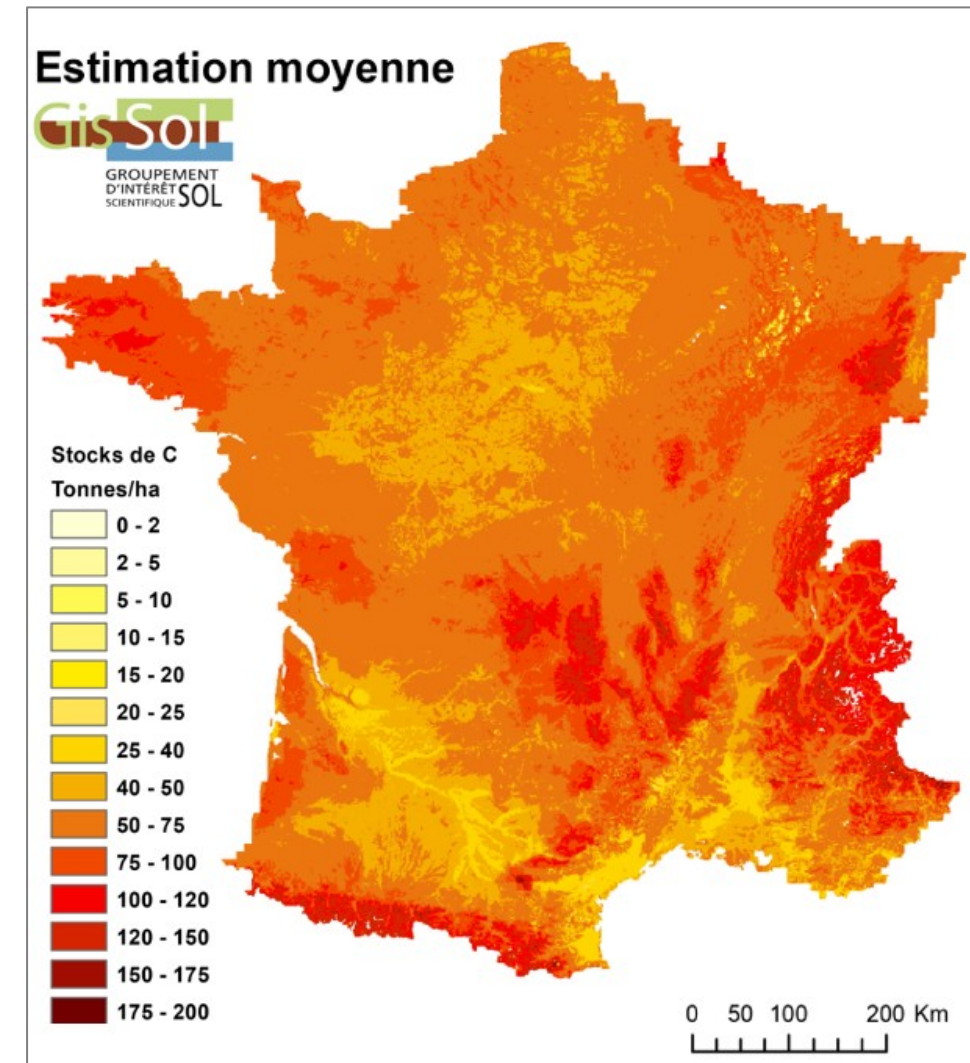 Estimation moyenne
Gis Sol
GROUPEMENT
D'INTÉRÊT
SCIENTIFIQUE SOL
Stocks de C
Tonnes/ha
0 - 2
2 - 5
5 - 10
10 - 15
15 - 20
20 - 25
25 - 40
40 - 50
50 - 75
75 - 100
100 - 120
120 - 150
150 - 175
175 - 200
0 50 100 200 Km